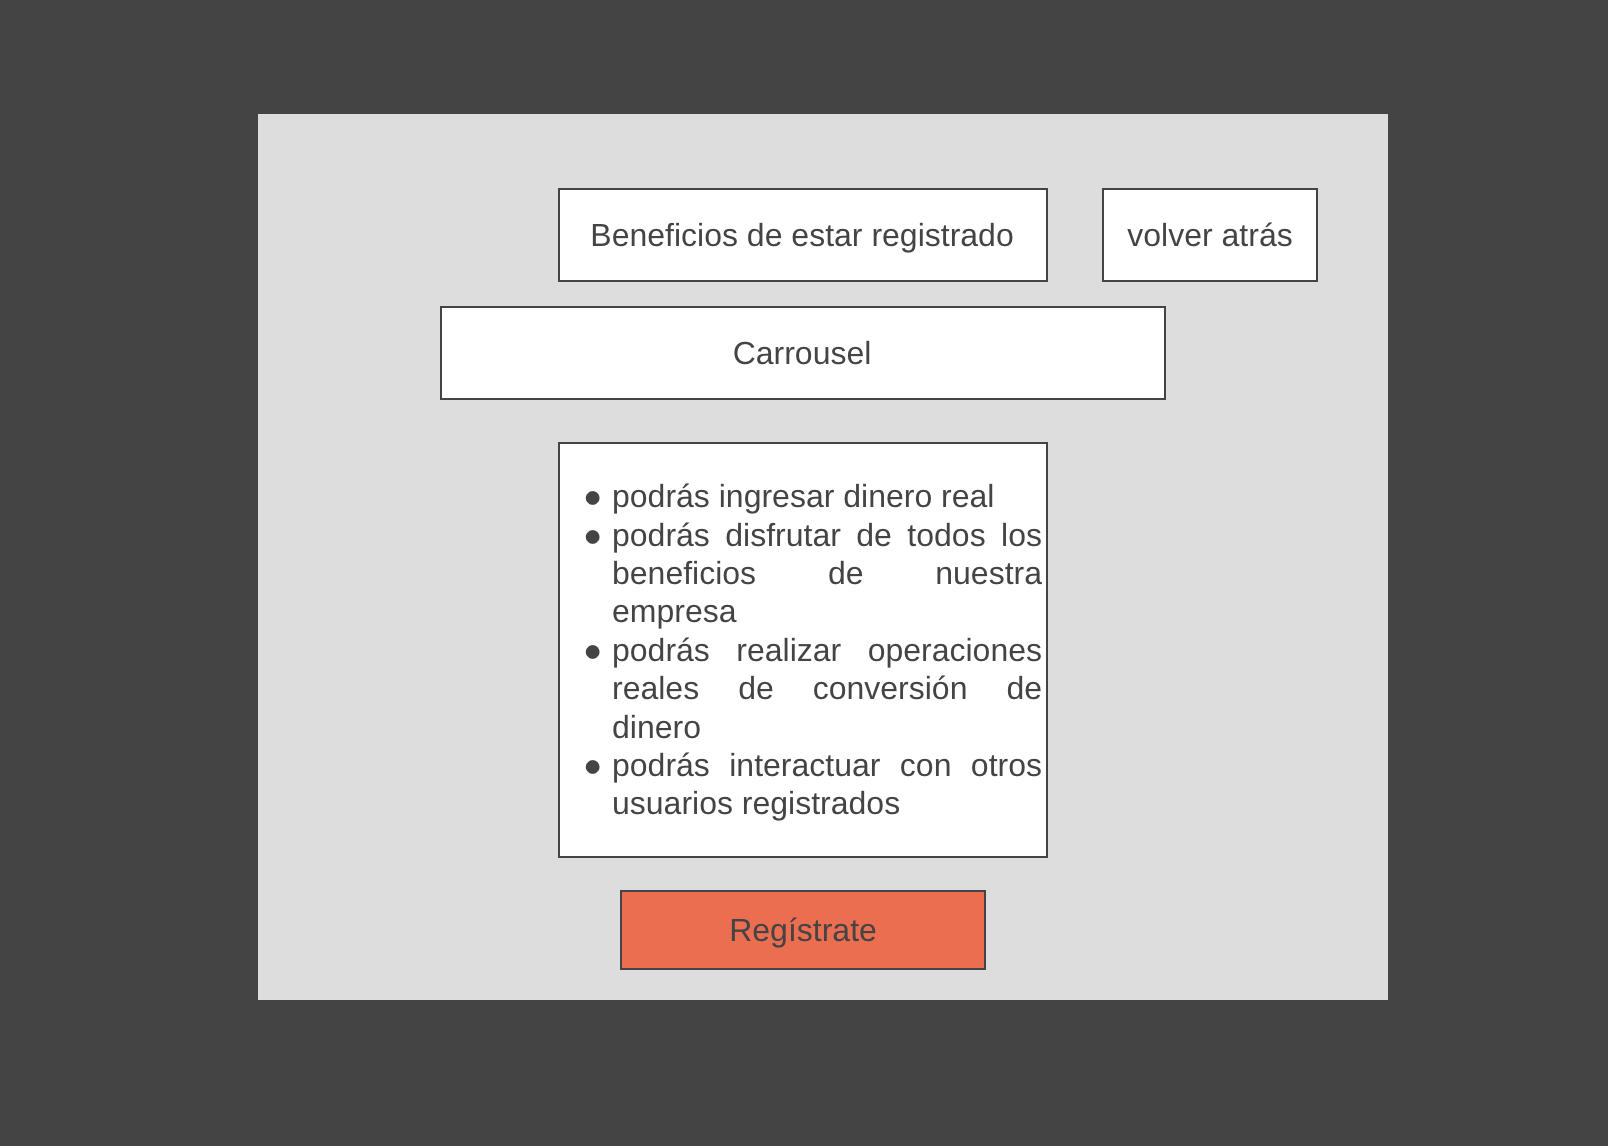 Beneficios de estar registrado
volver atrás
Carrousel
● podrás ingresar dinero real
● podrás disfrutar de todos los
beneficios de nuestra
empresa
● podrás realizar operaciones
reales de conversión de
dinero
● podrás interactuar con otros
usuarios registrados
Regístrate